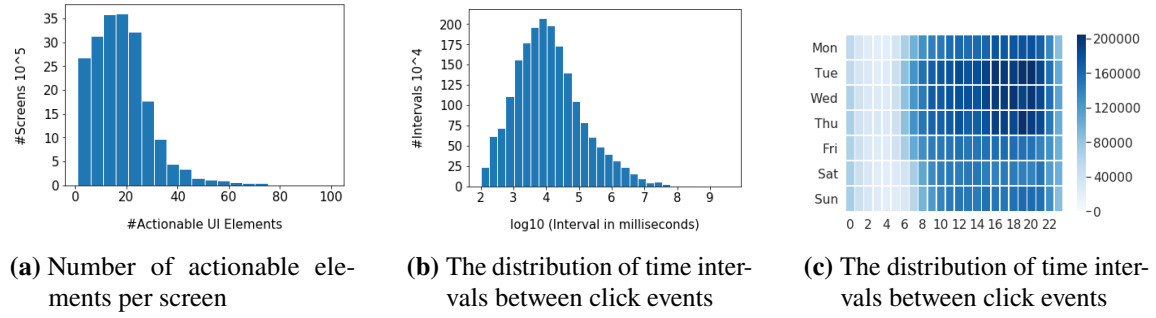 35
30
25
20
15
10
5
0
#Screens 10^5
0 20 40 60 80 100
#Actionable UI Elements
200
175
150
125
100
75
50
25
0
#Intervals 10^4
2 3 4 5 6 7 8 9
log10 (Interval in milliseconds)
Mon
Tue
Wed
Thu
Fri
Sat
Sun
0 2 4 6 8 10 12 14 16 18 20 22
200000
160000
120000
80000
40000
0
(a) Number of actionable ele-
ments per screen
(b) The distribution of time inter-
vals between click events
(c) The distribution of time inter-
vals between click events